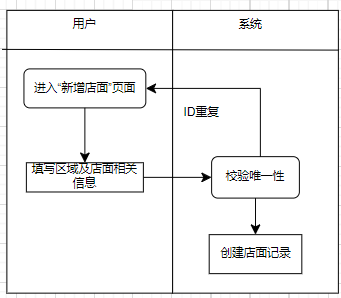 用户
系统
进入“新增店面”页面
ID重复
填写区域及店面相关
信息
校验唯一性
创建店面记录